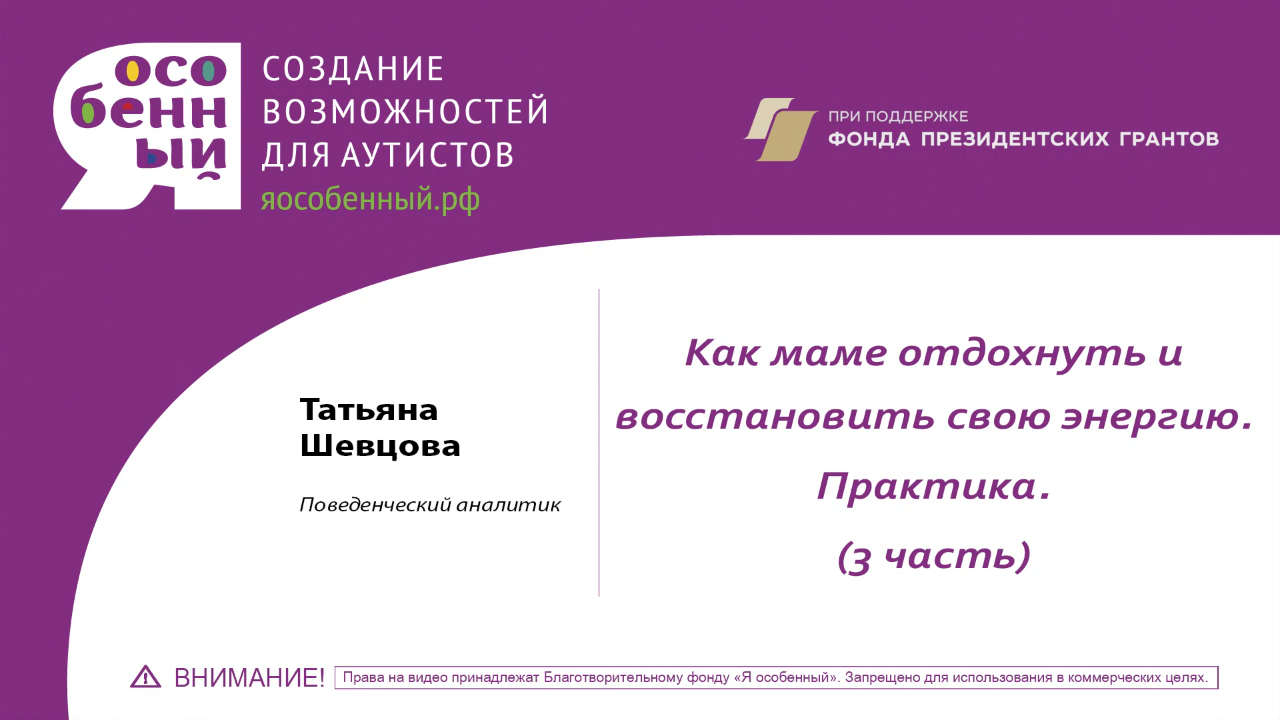 Я
осо
бенн
ый
СОЗДАНИЕ
ВОЗМОЖНОСТЕЙ
ДЛЯ АУТИСТОВ
яособенный.рф
ПРИ ПОДДЕРЖКЕ
ФОНДА ПРЕЗИДЕНТСКИХ ГРАНТОВ
Татьяна
Шевцова
Поведенческий аналитик
Как маме отдохнуть и
восстановить свою энергию.
Практика.
(3 часть)
ВНИМАНИЕ!
Права на видео принадлежат Благотворительному фонду «Я особенный». Запрещено для использования в коммерческих целях.